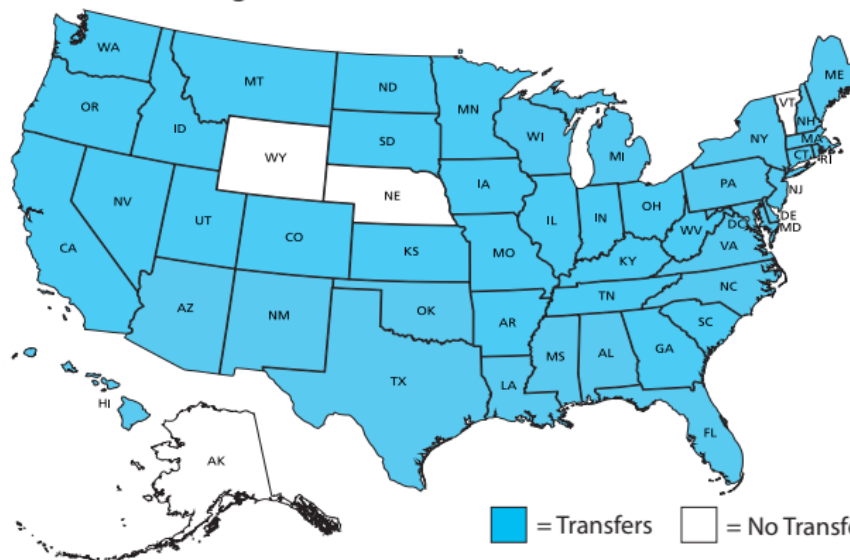 WA
MT
ND
MN
ME
VT
NH
OR
ID
SD
WI
MI
NY
MA
CT
RI
WY
NE
IA
PA
NJ
NV
UT
CO
IL
IN
OH
DE
DC
MD
CA
KS
MO
WV
VA
KY
AZ
NM
OK
AR
TN
NC
SC
TX
LA
MS
AL
GA
FL
HI
AK
= Transfers
= No Transfe